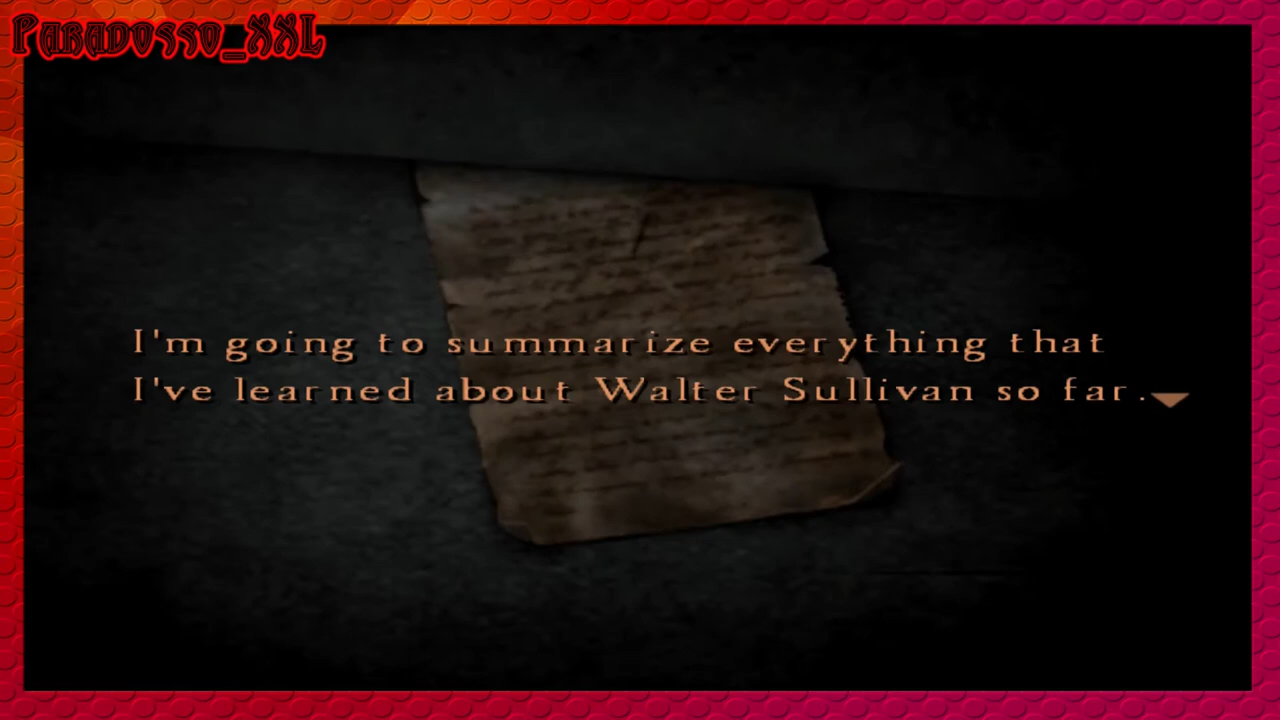 Paradosso_XXL
I'm going to summarize everything that
I've learned about Walter Sullivan so far.